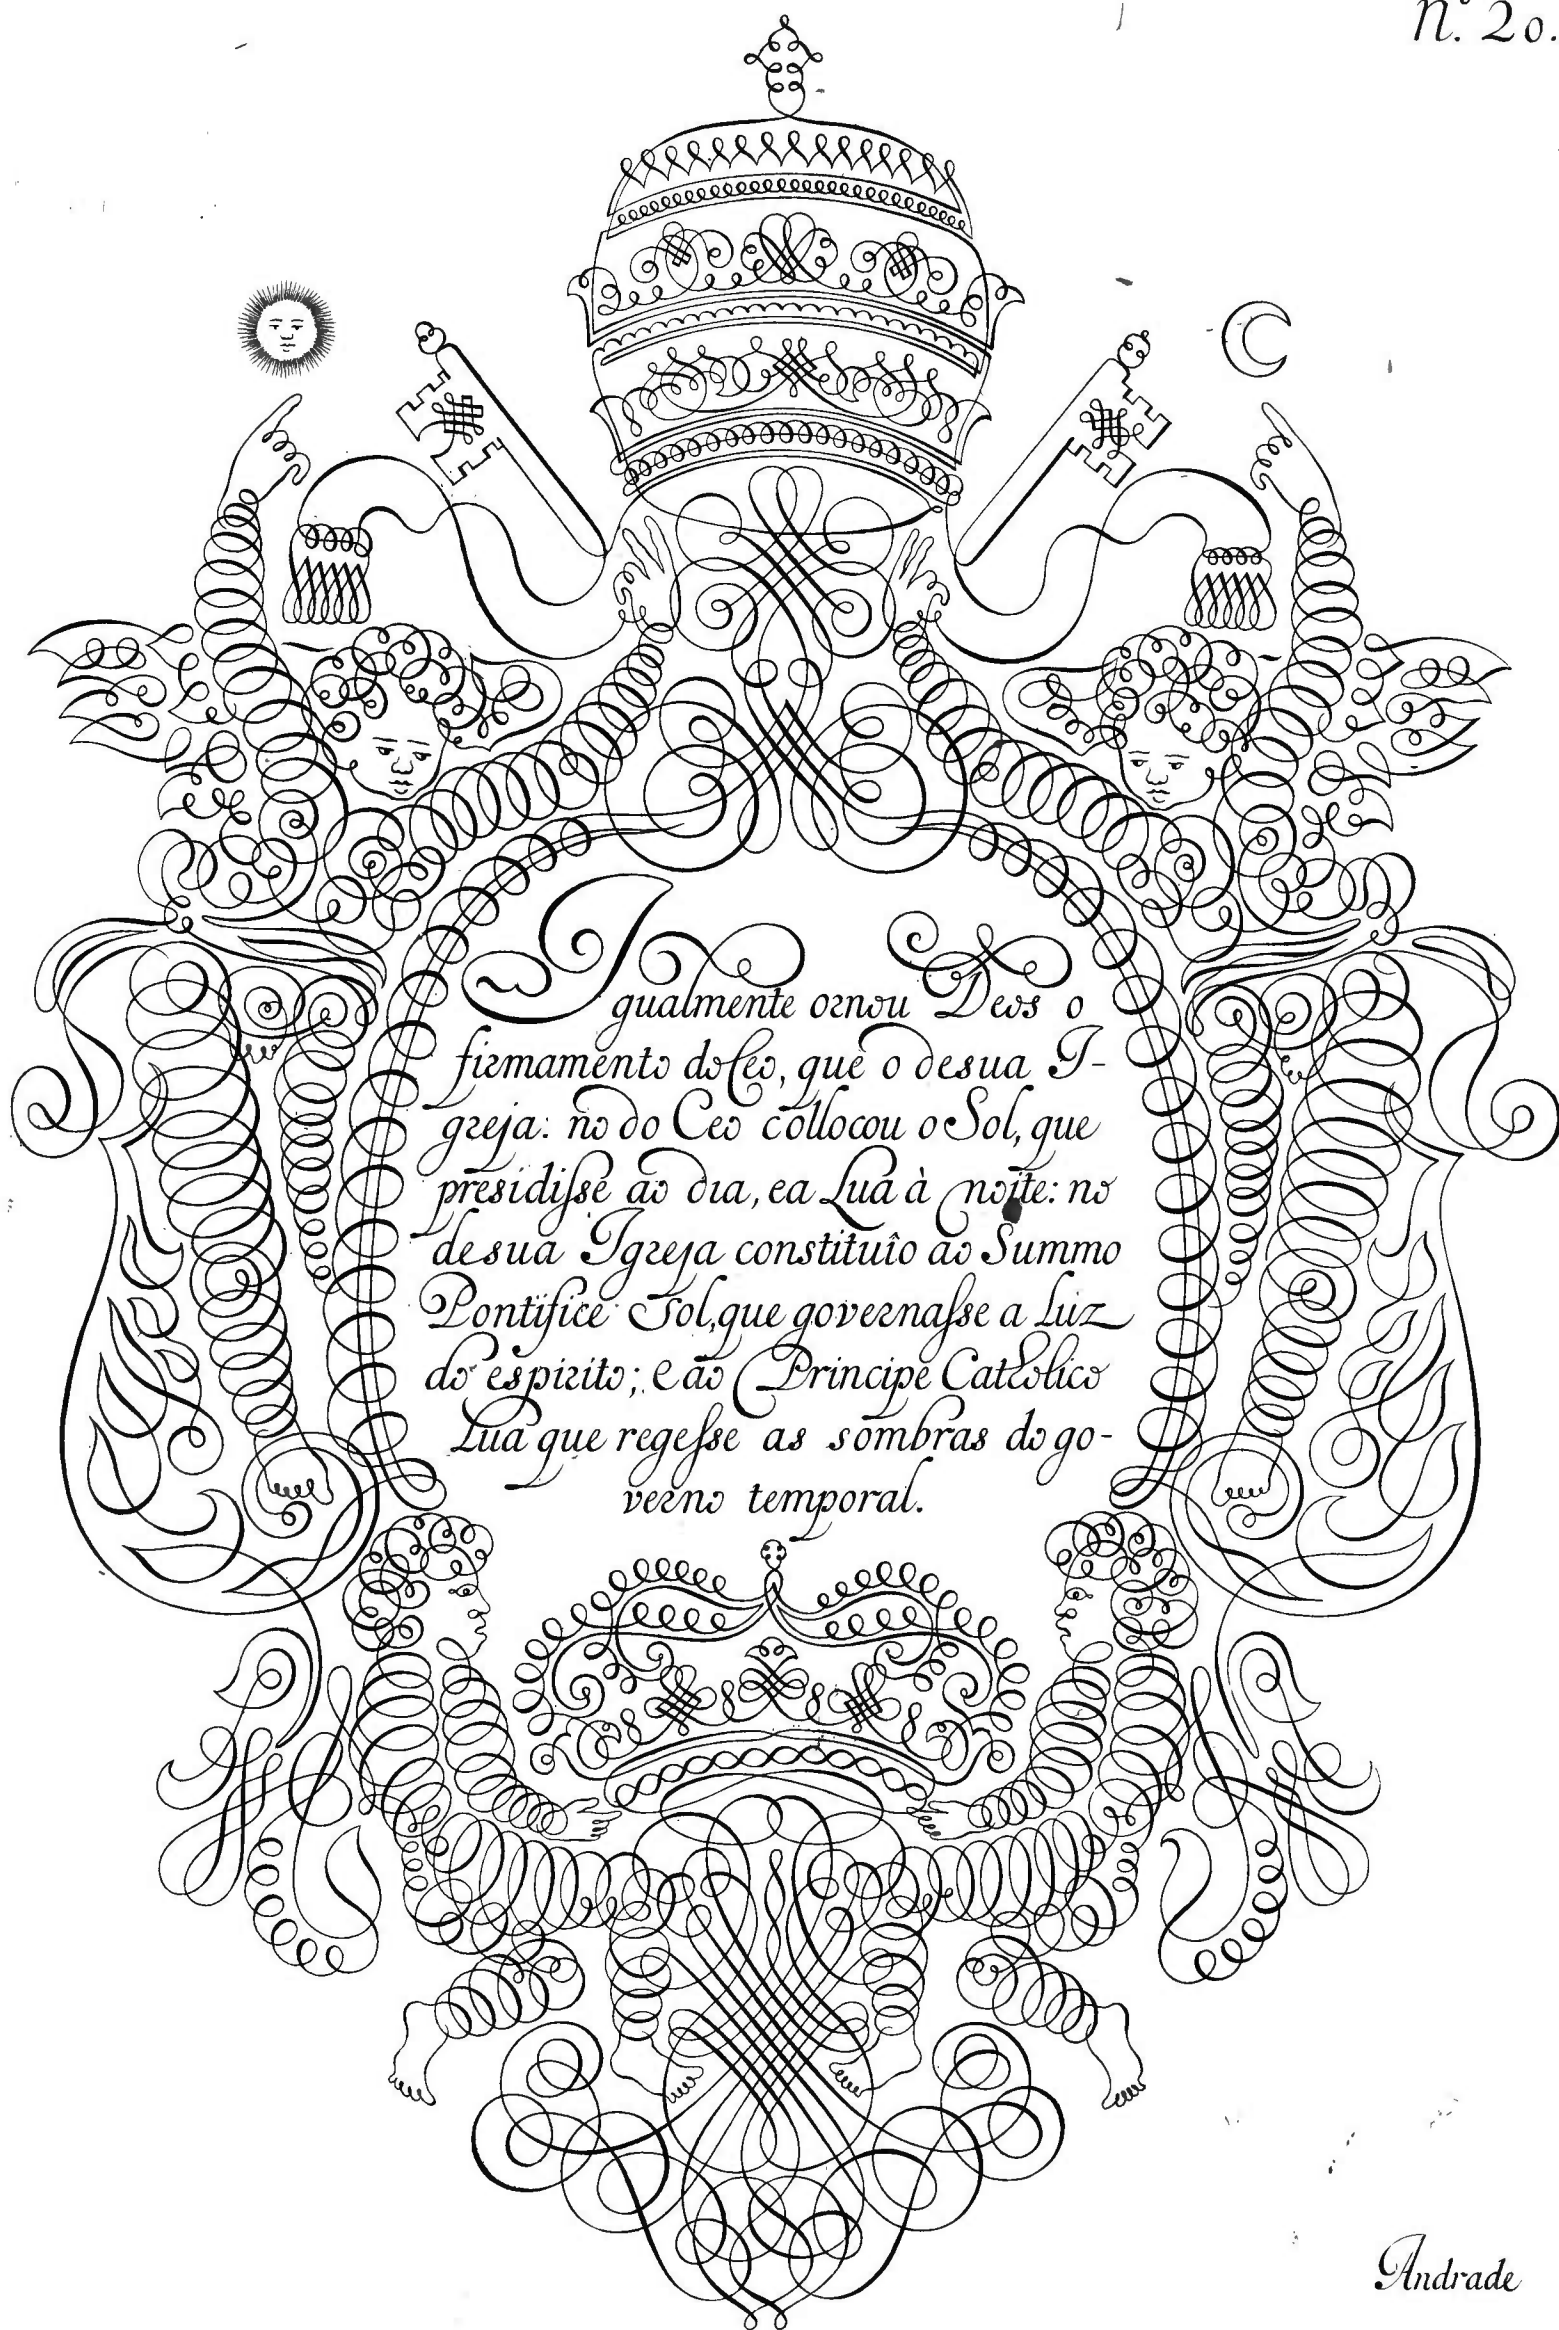 N.º 20.
Igualmente ornou Deos o
firmamento do Ceo, que o de sua I-
greja: no do Ceo collocou o Sol, que
presidisse ao dia, e a Lua à noite: no
de sua Igreja constituîo ao Summo
Pontifice Sol, que governasse a Luz
do espirito; e ao Principe Catholico
Lua que regesse as sombras do go-
verno temporal.
Andrade